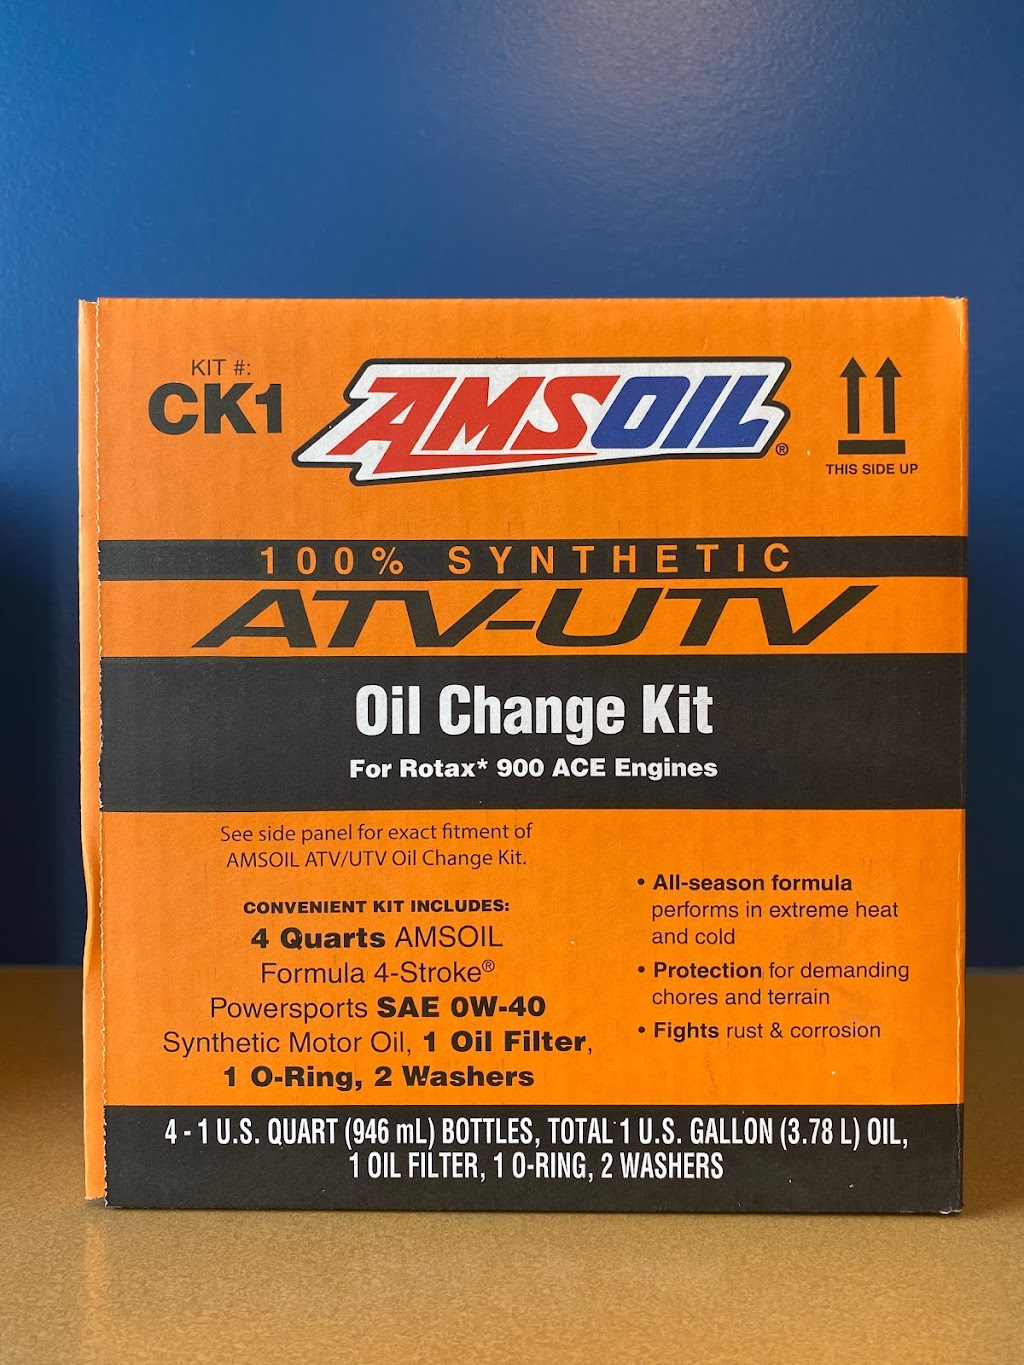 KIT #:
CK1
AMSOIL®
THIS SIDE UP
100% SYNTHETIC
ATV-UTV
Oil Change Kit
For Rotax* 900 ACE Engines
See side panel for exact fitment of
AMSOIL ATV/UTV Oil Change Kit.
CONVENIENT KIT INCLUDES:
4 Quarts AMSOIL
Formula 4-Stroke®
Powersports SAE 0W-40
Synthetic Motor Oil, 1 Oil Filter,
1 O-Ring, 2 Washers
• All-season formula
performs in extreme heat
and cold
• Protection for demanding
chores and terrain
• Fights rust & corrosion
4 - 1 U.S. QUART (946 mL) BOTTLES, TOTAL 1 U.S. GALLON (3.78 L) OIL,
1 OIL FILTER, 1 O-RING, 2 WASHERS